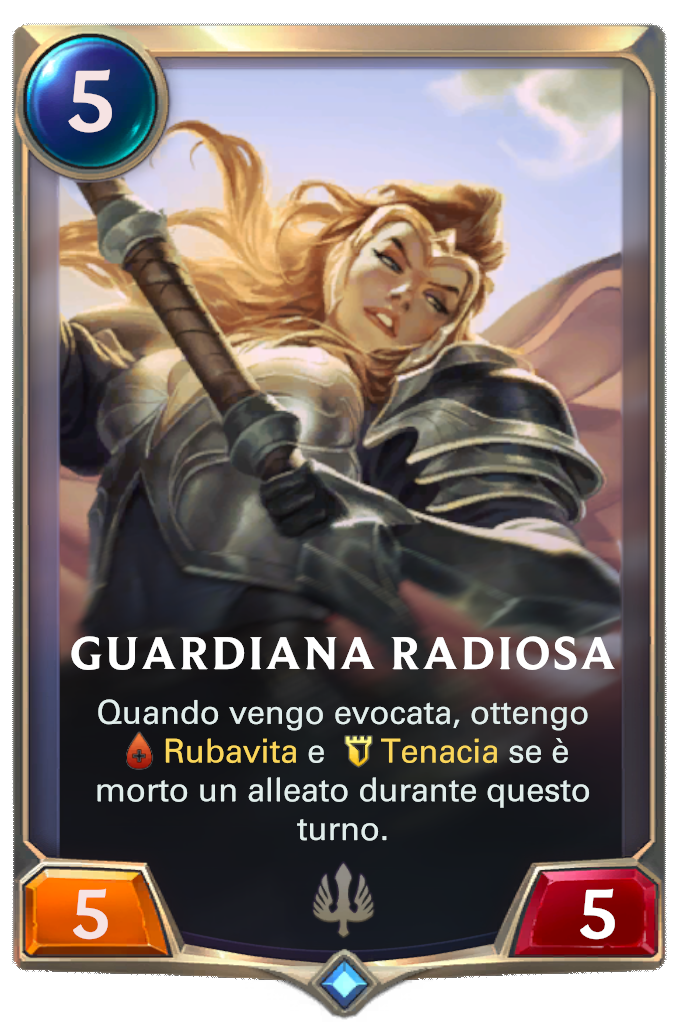 5
GUARDIANA RADIOSA
Quando vengo evocata, ottengo
Rubavita e Tenacia se è
morto un alleato durante questo
turno.
5 5